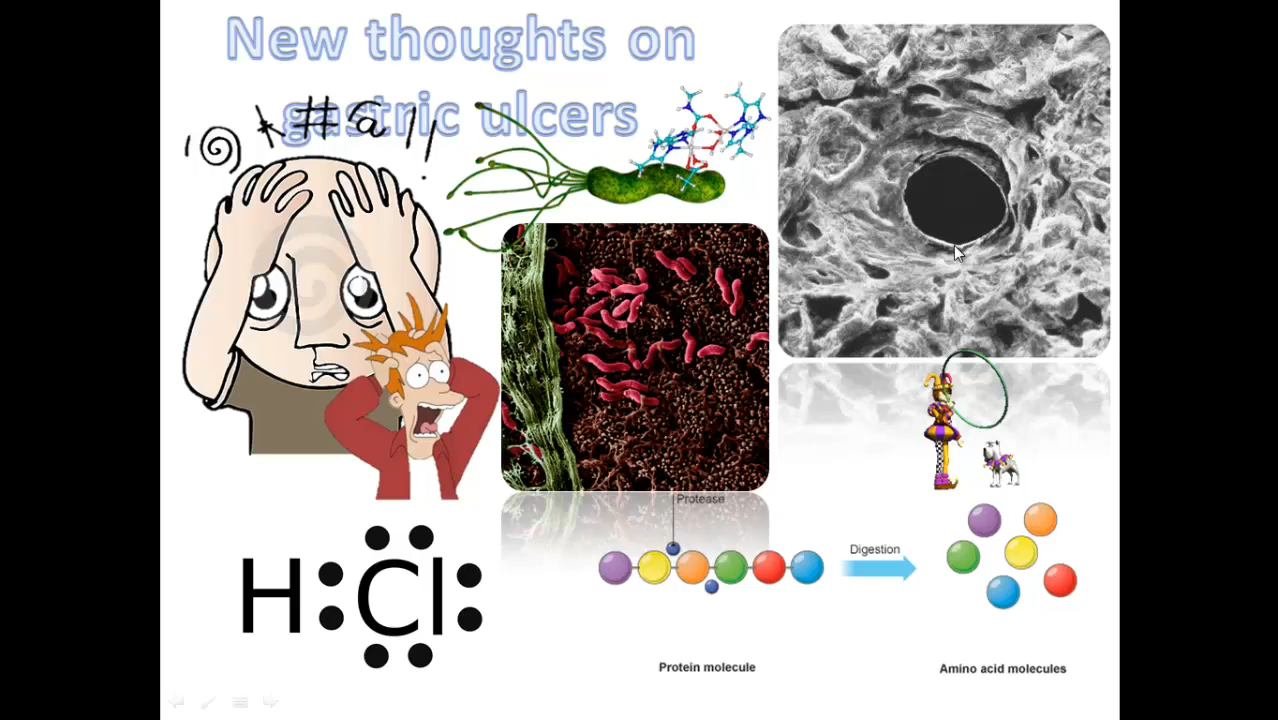 New thoughts on
gastric ulcers
*#@!!
H:Cl
Protease
Digestion
Protein molecule
Amino acid molecules